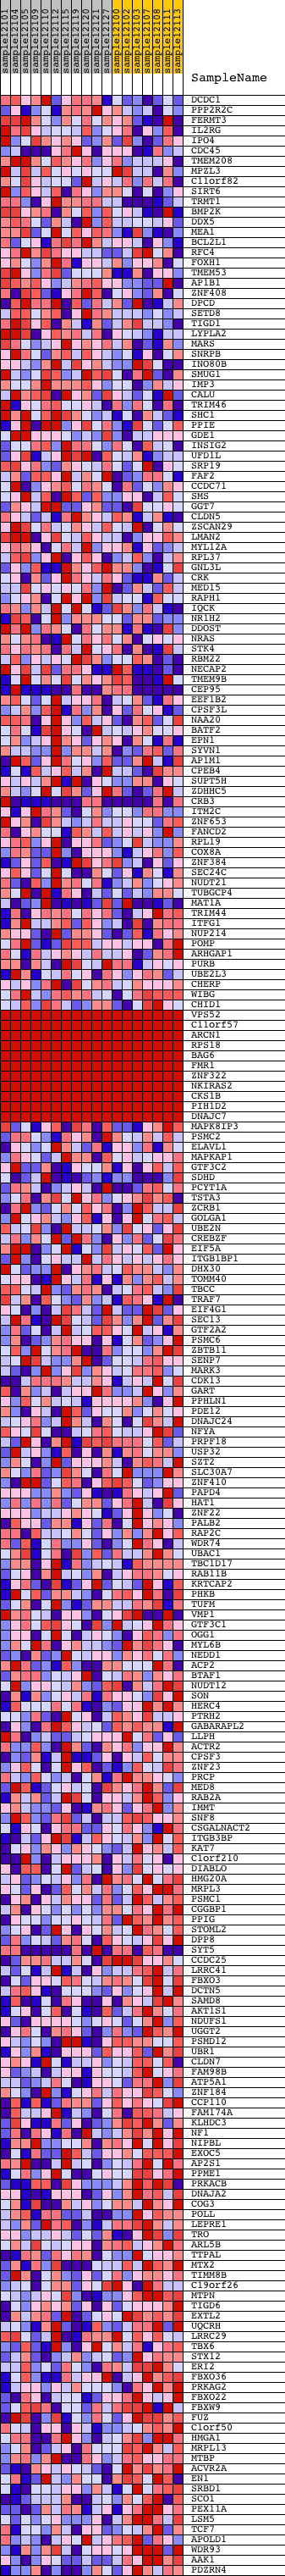 sample12101
sample12104
sample12105
sample12109
sample12110
sample12112
sample12115
sample12119
sample12120
sample12121
sample12127
sample12100
sample12102
sample12103
sample12107
sample12108
sample12111
sample12113
SampleName
DCDC1
PPP2R2C
FERMT3
IL2RG
IPO4
CDC45
TMEM208
MPZL3
C11orf82
SIRT6
TRMT1
BMP2K
DDX5
MEA1
BCL2L1
RFC4
FOXH1
TMEM53
AP1B1
ZNF408
DPCD
SETD8
TIGD1
LYPLA2
MARS
SNRPB
INO80B
SMUG1
IMP3
CALU
TRIM46
SHC1
PPIE
GDE1
INSIG2
UFD1L
SRP19
FAF2
CCDC71
SMS
GGT7
CLDN5
ZSCAN29
LMAN2
MYL12A
RPL37
GNL3L
CRK
MED15
RAPH1
IQCK
NR1H2
DDOST
NRAS
STK4
RBM22
NECAP2
TMEM9B
CEP95
EEF1B2
CPSF3L
NAA20
BATF2
EPN1
SYVN1
AP1M1
CPEB4
SUPT5H
ZDHHC5
CRB3
ITM2C
ZNF653
FANCD2
RPL19
COX8A
ZNF384
SEC24C
NUDT21
TUBGCP4
MAT1A
TRIM44
ITFG1
NUP214
POMP
ARHGAP1
PURB
UBE2L3
CHERP
WIBG
CHID1
VPS52
C11orf57
ARCN1
RPS18
BAG6
FMR1
ZNF322
NKIRAS2
CKS1B
PIH1D2
DNAJC7
MAPK8IP3
PSMC2
ELAVL1
MAPKAP1
GTF3C2
SDHD
PCYT1A
TSTA3
ZCRB1
GOLGA1
UBE2N
CREBZF
EIF5A
ITGB1BP1
DHX30
TOMM40
TBCC
TRAF7
EIF4G1
SEC13
GTF2A2
PSMC6
ZBTB11
SENP7
MARK3
CDK13
GART
PPHLN1
PDE12
DNAJC24
NFYA
PRPF18
USP32
SZT2
SLC30A7
ZNF410
PAPD4
HAT1
ZNF22
PALB2
RAP2C
WDR74
UBAC1
TBC1D17
RAB11B
KRTCAP2
PHKB
TUFM
VMP1
GTF3C1
OGG1
MYL6B
NEDD1
ACP2
BTAF1
NUDT12
SON
HERC4
PTRH2
GABARAPL2
LLPH
ACTR2
CPSF3
ZNF23
PRCP
MED8
RAB2A
IMMT
SNF8
CSGALNACT2
ITGB3BP
KAT7
C1orf210
DIABLO
HMG20A
MRPL3
PSMC1
CGGBP1
PPIG
STOML2
DPP8
SYT5
CCDC25
LRRC41
FBXO3
DCTN5
SAMD8
AKT1S1
NDUFS1
UGGT2
PSMD12
UBR1
CLDN7
FAM98B
ATP5A1
ZNF184
CCP110
FAM174A
KLHDC3
NF1
NIPBL
EXOC5
AP2S1
PPME1
PRKACB
DNAJA2
COG3
POLL
LEPRE1
TRO
ARL5B
TTPAL
MTX2
TIMM8B
C19orf26
MTPN
TIGD6
EXTL2
UQCRH
LRRC29
TBX6
STX12
ERI2
FBXO36
PRKAG2
FBXO22
FBXW9
FUZ
C1orf50
HMGA1
MRPL13
MTBP
ACVR2A
EN1
SRBD1
SCO1
PEX11A
LSM5
TCF7
APOLD1
WDR93
AAK1
PDZRN4